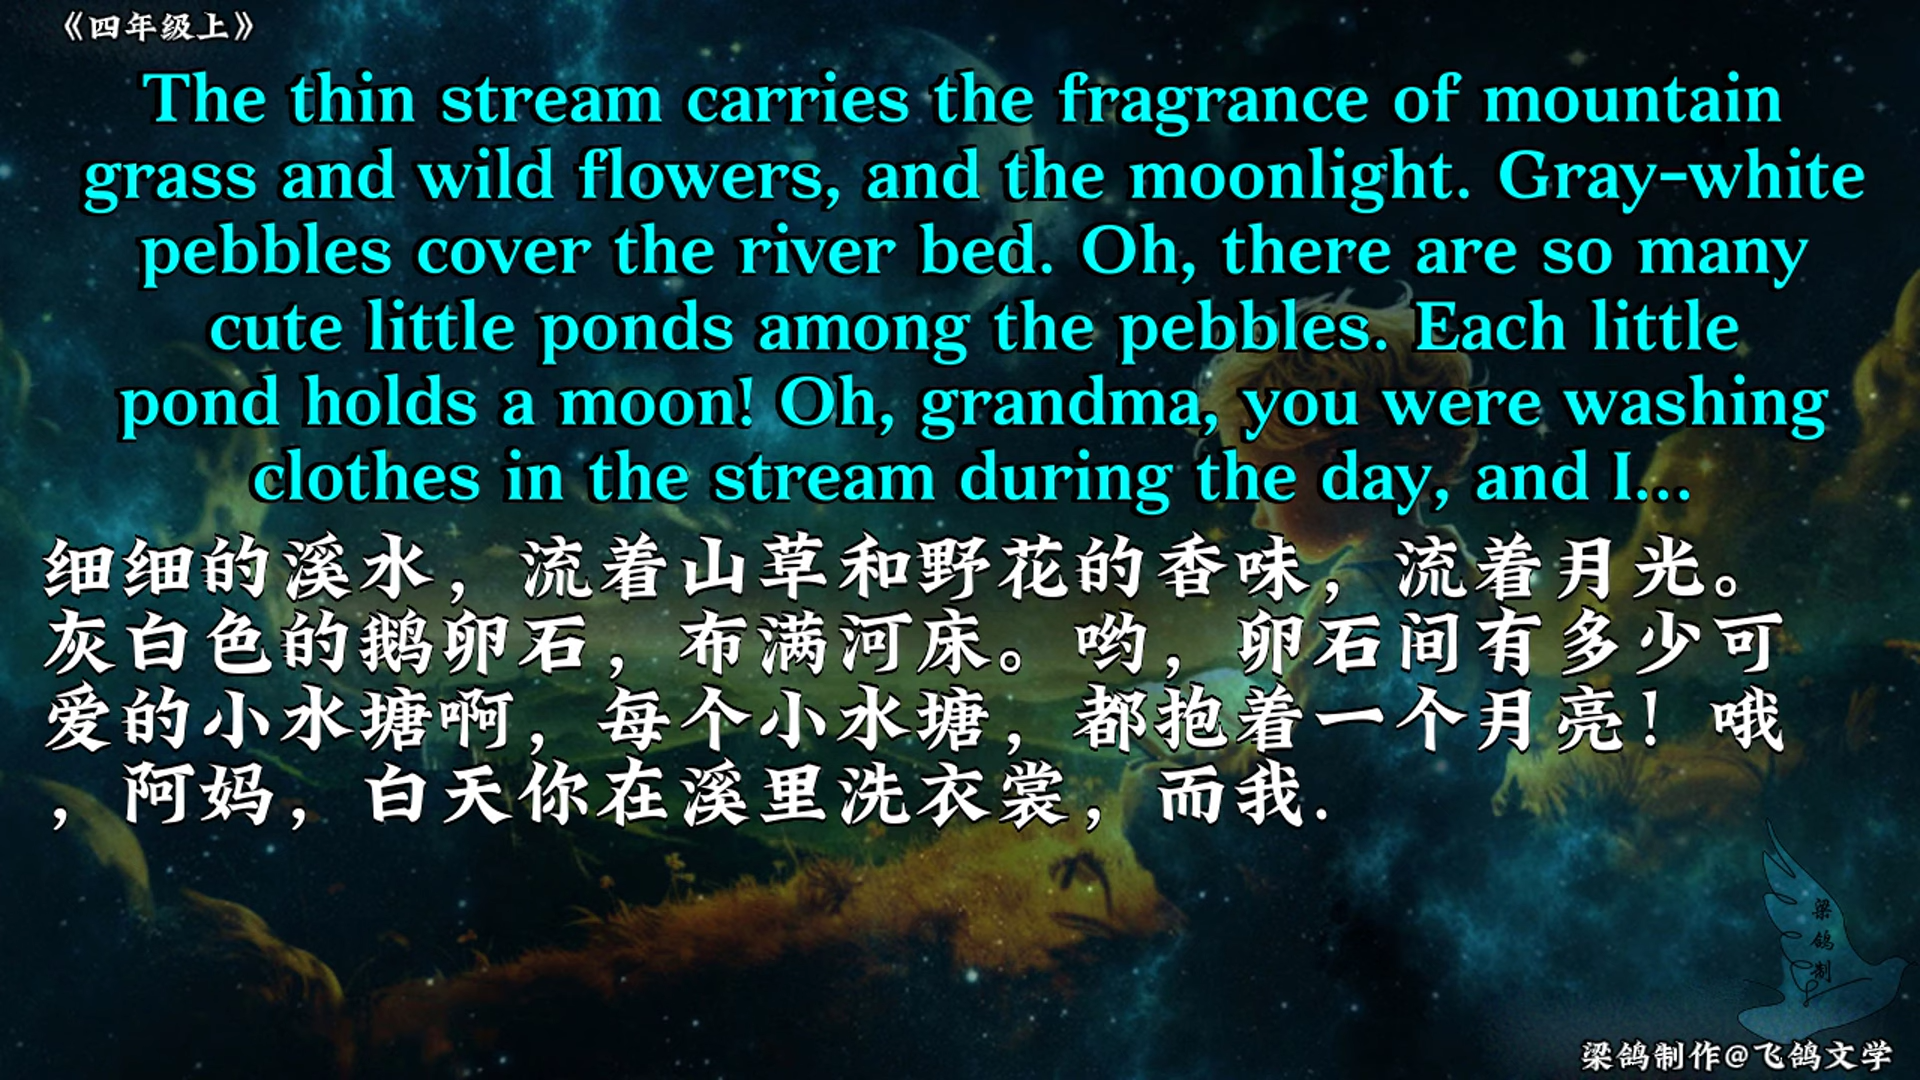 《四年级上》
The thin stream carries the fragrance of mountain
grass and wild flowers, and the moonlight. Gray-white
pebbles cover the river bed. Oh, there are so many
cute little ponds among the pebbles. Each little
pond holds a moon! Oh, grandma, you were washing
clothes in the stream during the day, and I...
细细的溪水，流着山草和野花的香味，流着月光。
灰白色的鹅卵石，布满河床。哟，卵石间有多少可
爱的小水塘啊，每个小水塘，都抱着一个月亮！哦
，阿妈，白天你在溪里洗衣裳，而我.
梁鸽制
梁鸽制作@飞鸽文学